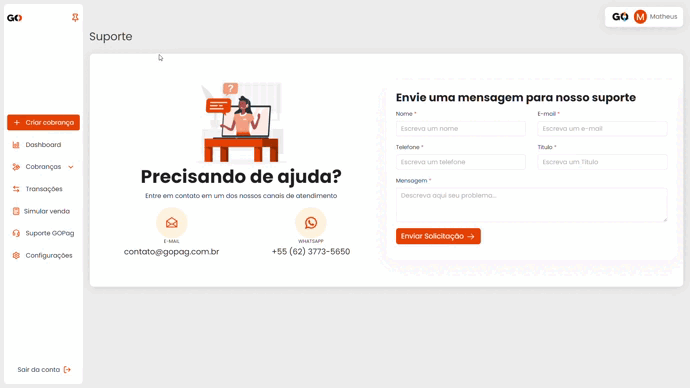 GO
GO M Matheus
Suporte
+ Criar cobrança
Dashboard
Cobranças
Transações
Simular venda
Suporte GOPag
Configurações
Sair da conta
Precisando de ajuda?
Entre em contato em um dos nossos canais de atendimento
E-MAIL
contato@gopag.com.br
WHATSAPP
+55 (62) 3773-5650
Envie uma mensagem para nosso suporte
Nome *
Escreva um nome
E-mail *
Escreva um e-mail
Telefone *
Escreva um telefone
Título *
Escreva um Título
Mensagem *
Descreva aqui seu problema...
Enviar Solicitação →